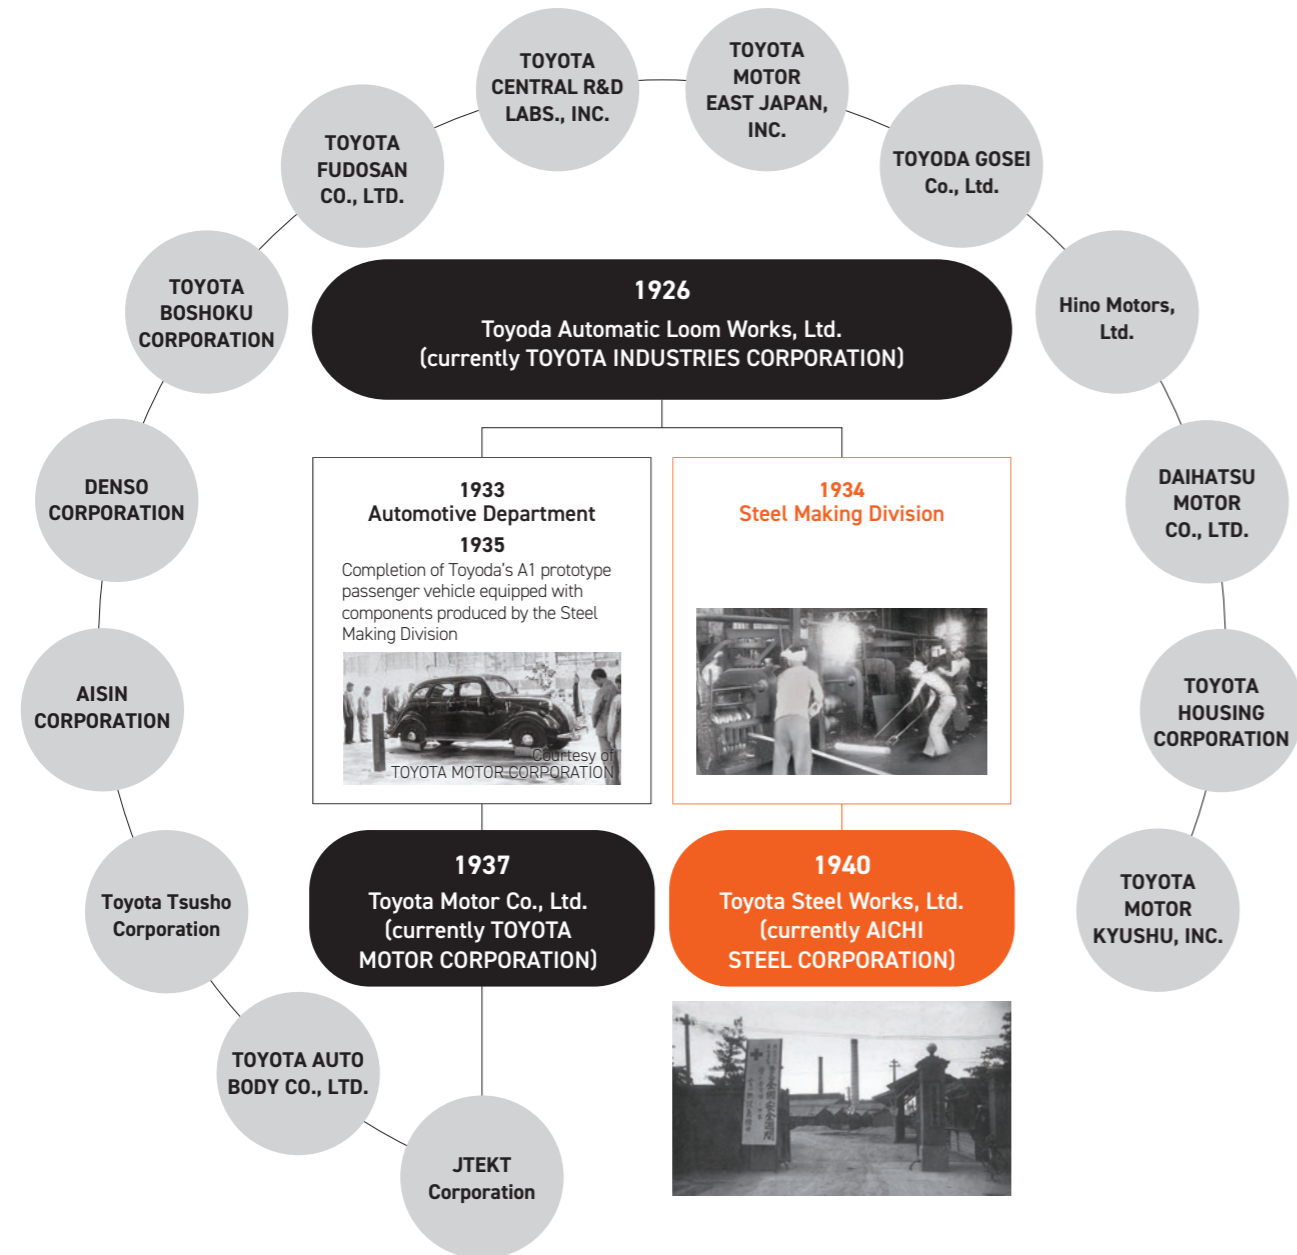 TOYOTA
CENTRAL R&D
LABS., INC.
TOYOTA
MOTOR
EAST JAPAN,
INC.
TOYOTA
FUDOSAN
CO., LTD.
TOYODA GOSEI
Co., Ltd.
TOYOTA
BOSHOKU
CORPORATION
Hino Motors,
Ltd.
1926
Toyoda Automatic Loom Works, Ltd.
(currently TOYOTA INDUSTRIES CORPORATION)
DENSO
CORPORATION
DAIHATSU
MOTOR
CO., LTD.
1933
Automotive Department
1935
Completion of Toyoda's A1 prototype
passenger vehicle equipped with
components produced by the Steel
Making Division
Courtesy of
TOYOTA MOTOR CORPORATION
1934
Steel Making Division
AISIN
CORPORATION
TOYOTA
HOUSING
CORPORATION
1937
Toyota Motor Co., Ltd.
(currently TOYOTA
MOTOR CORPORATION)
1940
Toyota Steel Works, Ltd.
(currently AICHI
STEEL CORPORATION)
Toyota Tsusho
Corporation
TOYOTA
MOTOR
KYUSHU, INC.
TOYOTA AUTO
BODY CO., LTD.
JTEKT
Corporation